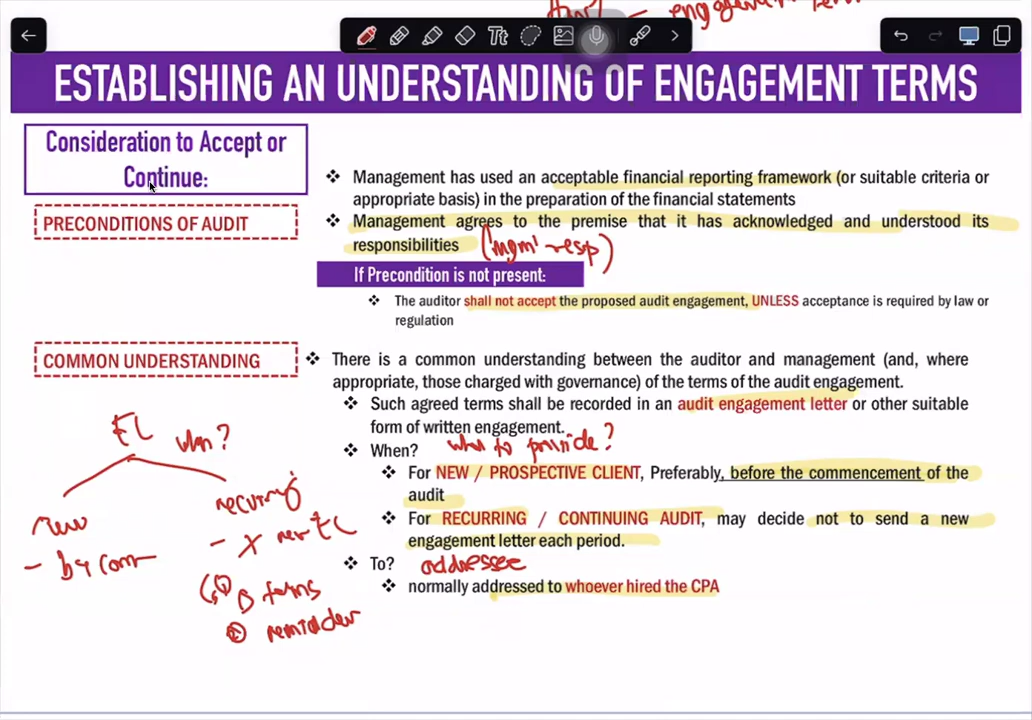 engagement
Tt
ESTABLISHING AN UNDERSTANDING OF ENGAGEMENT TERMS
Consideration to Accept or
Continue:
❖ Management has used an acceptable financial reporting framework (or suitable criteria or
appropriate basis) in the preparation of the financial statements
PRECONDITIONS OF AUDIT
❖ Management agrees to the premise that it has acknowledged and understood its
responsibilities (mgmt resp)
If Precondition is not present:
❖ The auditor shall not accept the proposed audit engagement, UNLESS acceptance is required by law or
regulation
COMMON UNDERSTANDING
❖ There is a common understanding between the auditor and management (and, where
appropriate, those charged with governance) of the terms of the audit engagement.
❖ Such agreed terms shall be recorded in an audit engagement letter or other suitable
form of written engagement.
❖ When? when to provide?
❖ For NEW / PROSPECTIVE CLIENT, Preferably, before the commencement of the
audit
❖ For RECURRING / CONTINUING AUDIT, may decide not to send a new
engagement letter each period.
❖ To? addressee
❖ normally addressed to whoever hired the CPA
EL when?
new
- b4 com
recurring
- x new EL
① Δ terms
② reminder